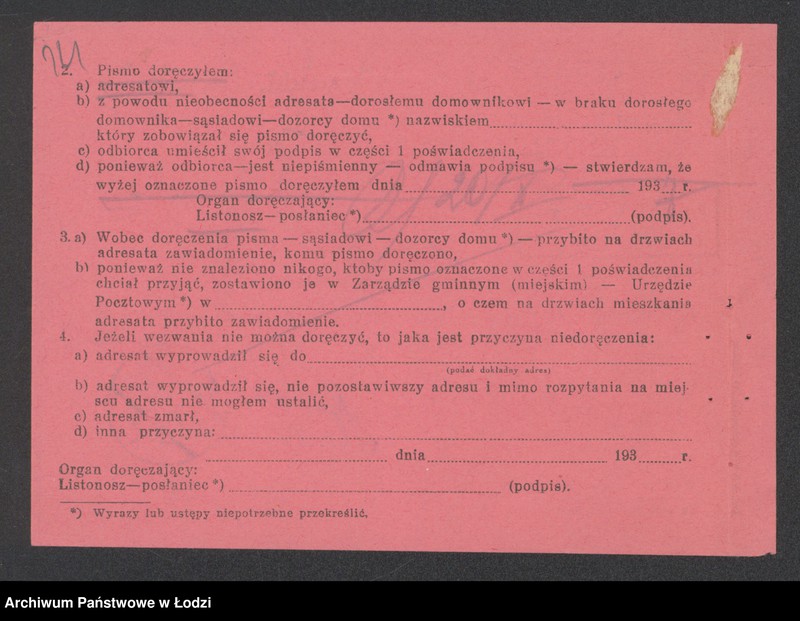 2. Pismo doręczyłem:
a) adresatowi,
b) z powodu nieobecności adresata—dorosłemu domownikowi — w braku dorosłego
domownika—sąsiadowi—dozorcy domu *) nazwiskiem
który zobowiązał się pismo doręczyć,
c) odbiorca umieścił swój podpis w części 1 poświadczenia,
d) ponieważ odbiorca—jest niepiśmienny — odmawia podpisu *) — stwierdzam, że
wyżej oznaczone pismo doręczyłem dnia 193 r.
Organ doręczający:
Listonosz—posłaniec *) (podpis).
3. a) Wobec doręczenia pisma — sąsiadowi — dozorcy domu *) — przybito na drzwiach
adresata zawiadomienie, komu pismo doręczono,
b) ponieważ nie znaleziono nikogo, ktoby pismo oznaczone w części 1 poświadczenia
chciał przyjąć, zostawiono je w Zarządzie gminnym (miejskim) — Urzędzie
Pocztowym *) w , o czem na drzwiach mieszkania
adresata przybito zawiadomienie.
4. Jeżeli wezwania nie można doręczyć, to jaka jest przyczyna niedoręczenia:
a) adresat wyprowadził się do
(podać dokładny adres)
b) adresat wyprowadził się, nie pozostawiwszy adresu i mimo rozpytania na miej-
scu adresu nie mogłem ustalić,
c) adresat zmarł,
d) inna przyczyna:
dnia 193 r.
Organ doręczający:
Listonosz—posłaniec *) (podpis).
*) Wyrazy lub ustępy niepotrzebne przekreślić.
Archiwum Państwowe w Łodzi